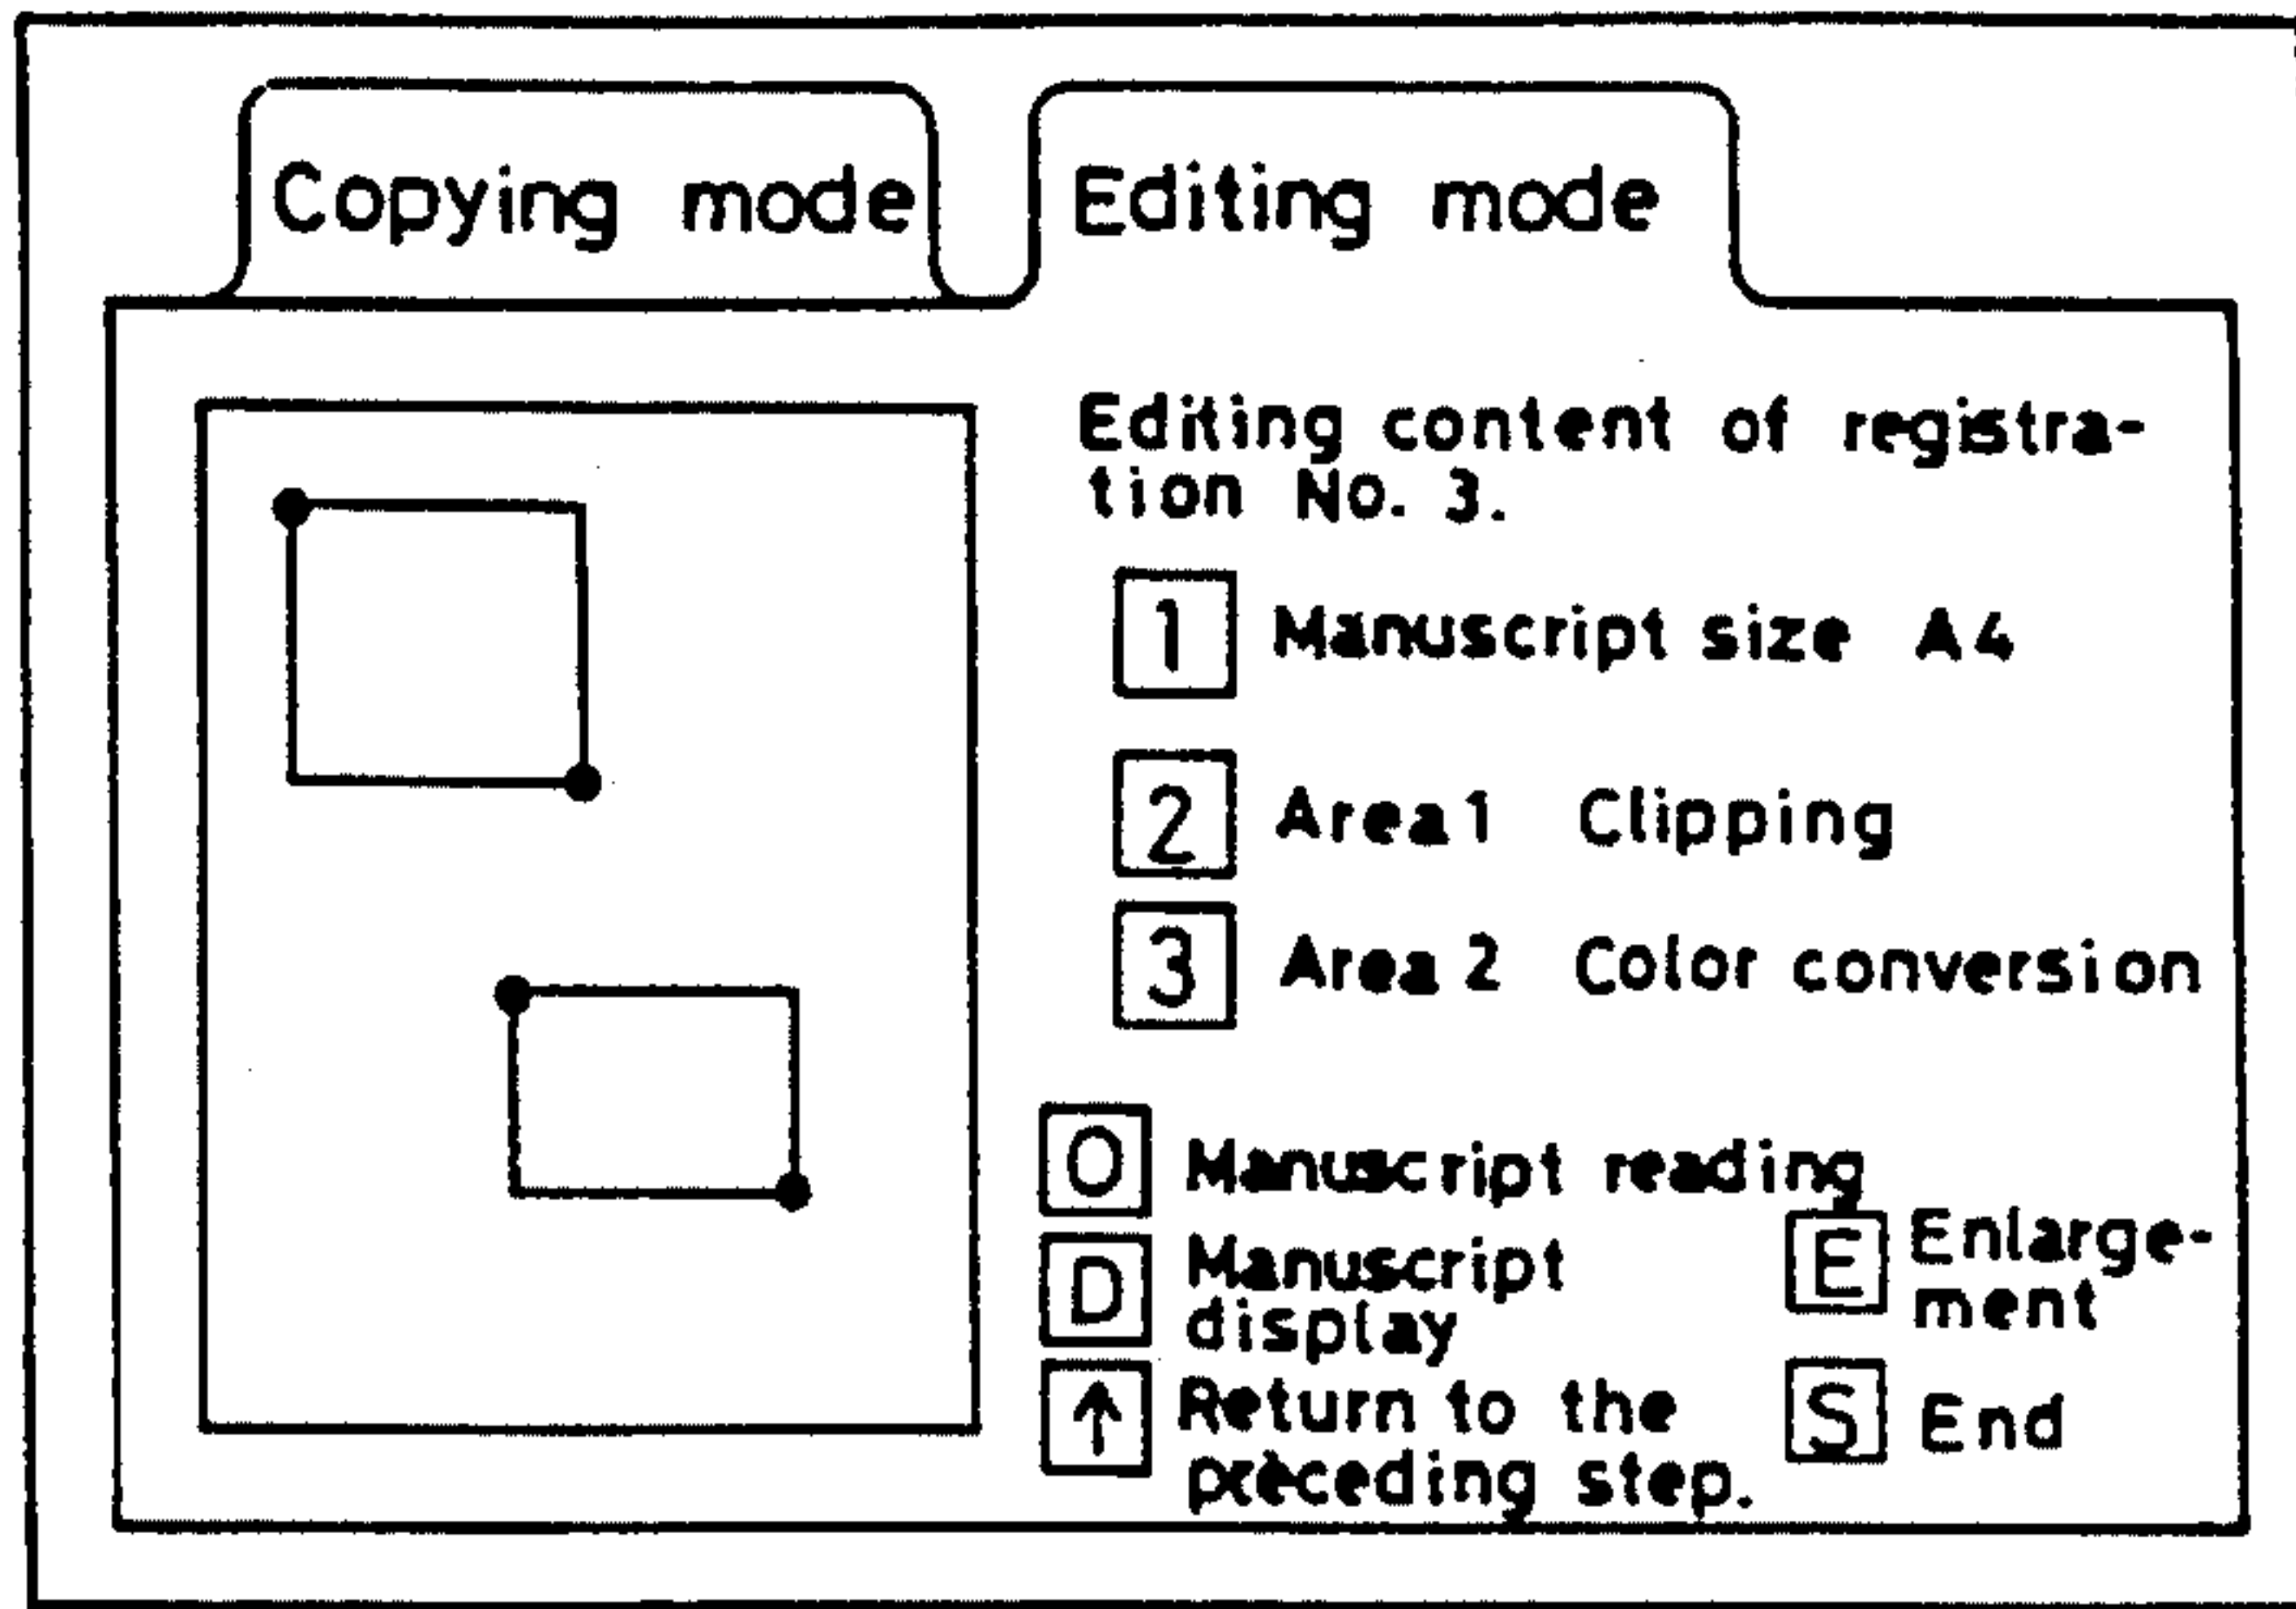 Copying mode
Editing mode
Editing content of registra-
tion No. 3.
1 Manuscript size A4
2 Area1 Clipping
3 Area 2 Color conversion
O Manuscript reading
D Manuscript
display
E Enlarge-
ment
↑ Return to the
preceding step.
S End